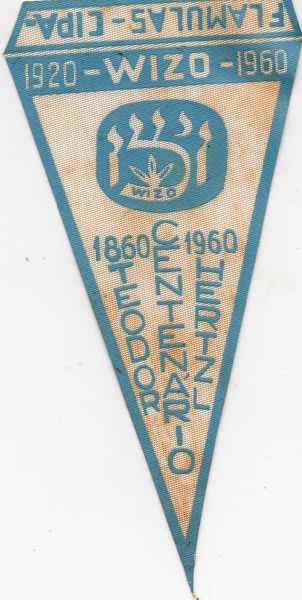 FLAMULAS-CIPA-
1920-WIZO-1960
WIZO
1860 1960
TEODOR
CENTENÁRIO
HERTZL